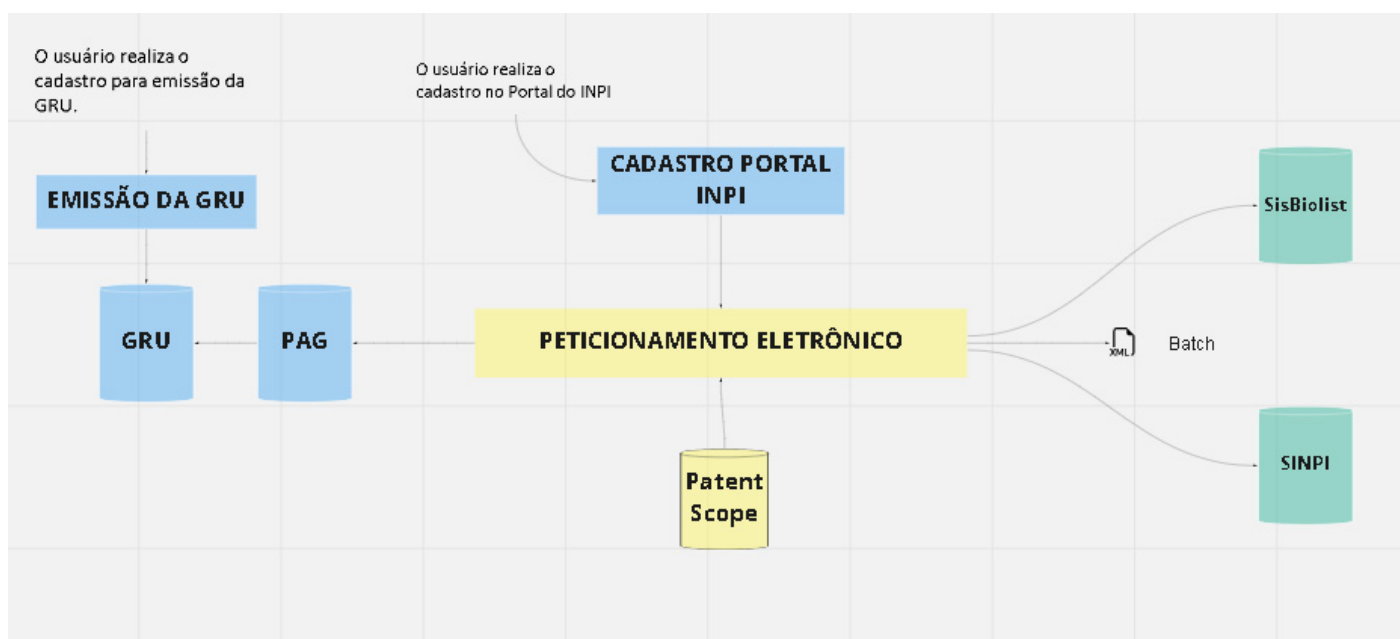 O usuário realiza o
cadastro para emissão da
GRU.
O usuário realiza o
cadastro no Portal do INPI
EMISSÃO DA GRU
CADASTRO PORTAL
INPI
SisBiolist
GRU
PAG
PETICIONAMENTO ELETRÔNICO
XML
Batch
Patent
Scope
SINPI